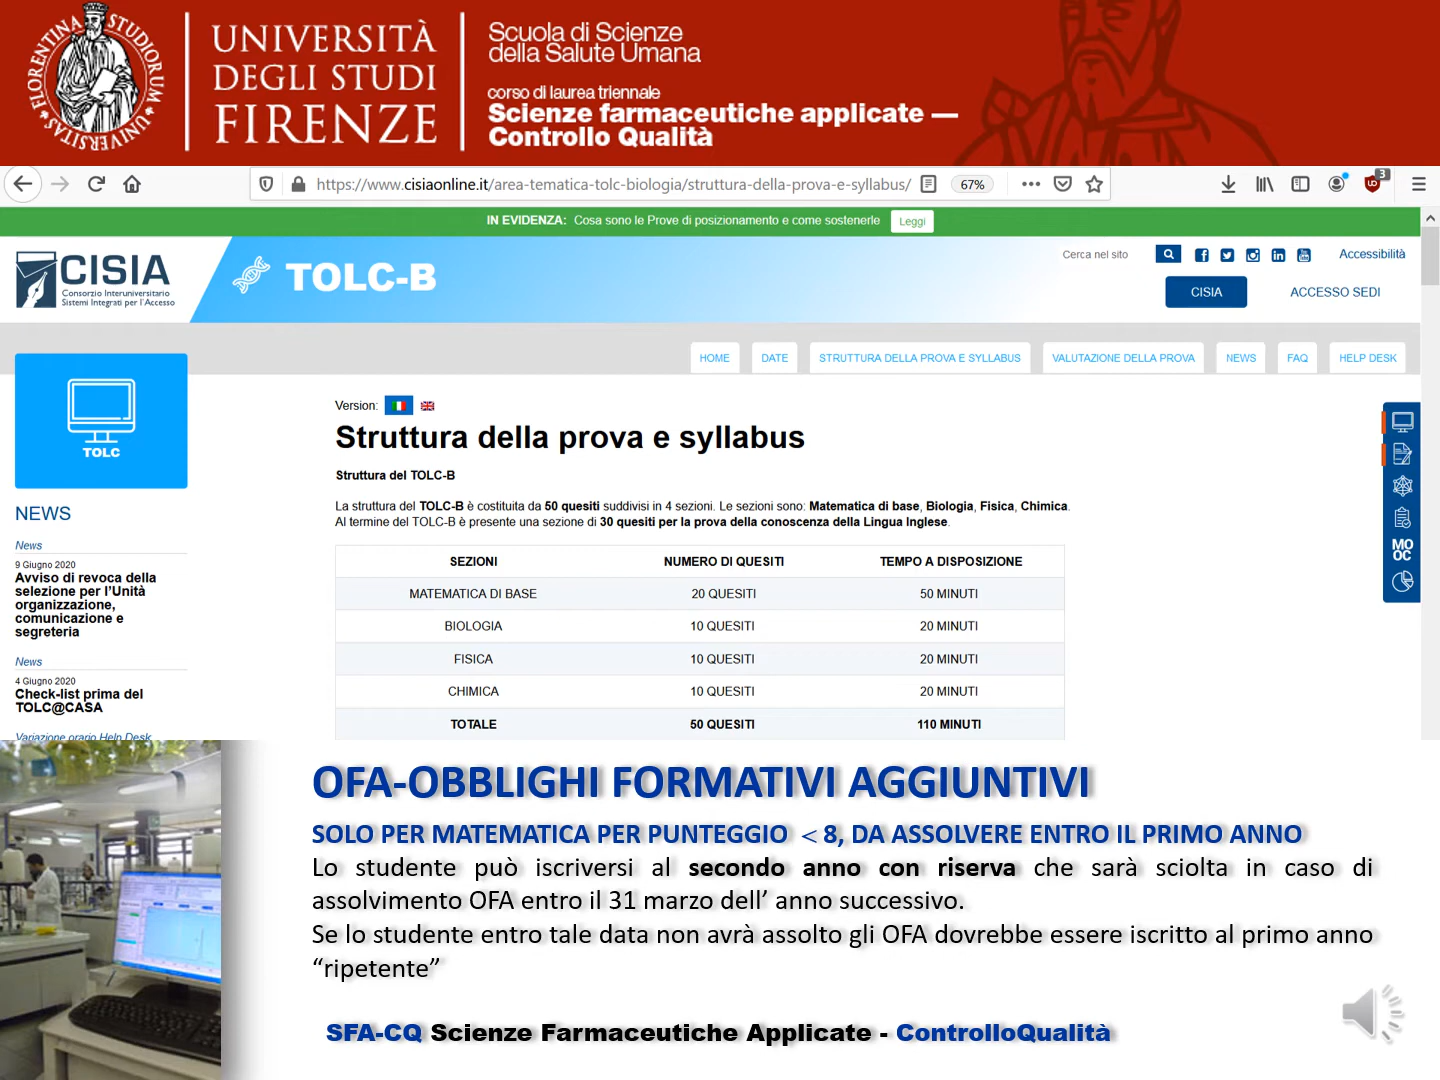 FLORENTINA STUDIORUM UNIVERSITAS
UNIVERSITÀ
DEGLI STUDI
FIRENZE
Scuola di Scienze
della Salute Umana
corso di laurea triennale
Scienze farmaceutiche applicate —
Controllo Qualità
https://www.cisiaonline.it/area-tematica-tolc-biologia/struttura-della-prova-e-syllabus/
67%
3
IN EVIDENZA: Cosa sono le Prove di posizionamento e come sostenerle Leggi
CISIA
Consorzio Interuniversitario
Sistemi Integrati per l'Accesso
TOLC-B
Cerca nel sito
Accessibilità
CISIA
ACCESSO SEDI
HOME DATE STRUTTURA DELLA PROVA E SYLLABUS VALUTAZIONE DELLA PROVA NEWS FAQ HELP DESK
TOLC
NEWS
News
9 Giugno 2020
Avviso di revoca della
selezione per l'Unità
organizzazione,
comunicazione e
segreteria
News
4 Giugno 2020
Check-list prima del
TOLC@CASA
Variazione orario Help Desk
Version:
Struttura della prova e syllabus
Struttura del TOLC-B
La struttura del TOLC-B è costituita da 50 quesiti suddivisi in 4 sezioni. Le sezioni sono: Matematica di base, Biologia, Fisica, Chimica.
Al termine del TOLC-B è presente una sezione di 30 quesiti per la prova della conoscenza della Lingua Inglese.
SEZIONI NUMERO DI QUESITI TEMPO A DISPOSIZIONE
MATEMATICA DI BASE 20 QUESITI 50 MINUTI
BIOLOGIA 10 QUESITI 20 MINUTI
FISICA 10 QUESITI 20 MINUTI
CHIMICA 10 QUESITI 20 MINUTI
TOTALE 50 QUESITI 110 MINUTI
MO
OC
OFA-OBBLIGHI FORMATIVI AGGIUNTIVI
SOLO PER MATEMATICA PER PUNTEGGIO < 8, DA ASSOLVERE ENTRO IL PRIMO ANNO
Lo studente può iscriversi al secondo anno con riserva che sarà sciolta in caso di
assolvimento OFA entro il 31 marzo dell' anno successivo.
Se lo studente entro tale data non avrà assolto gli OFA dovrebbe essere iscritto al primo anno
“ripetente”
SFA-CQ Scienze Farmaceutiche Applicate - ControlloQualità